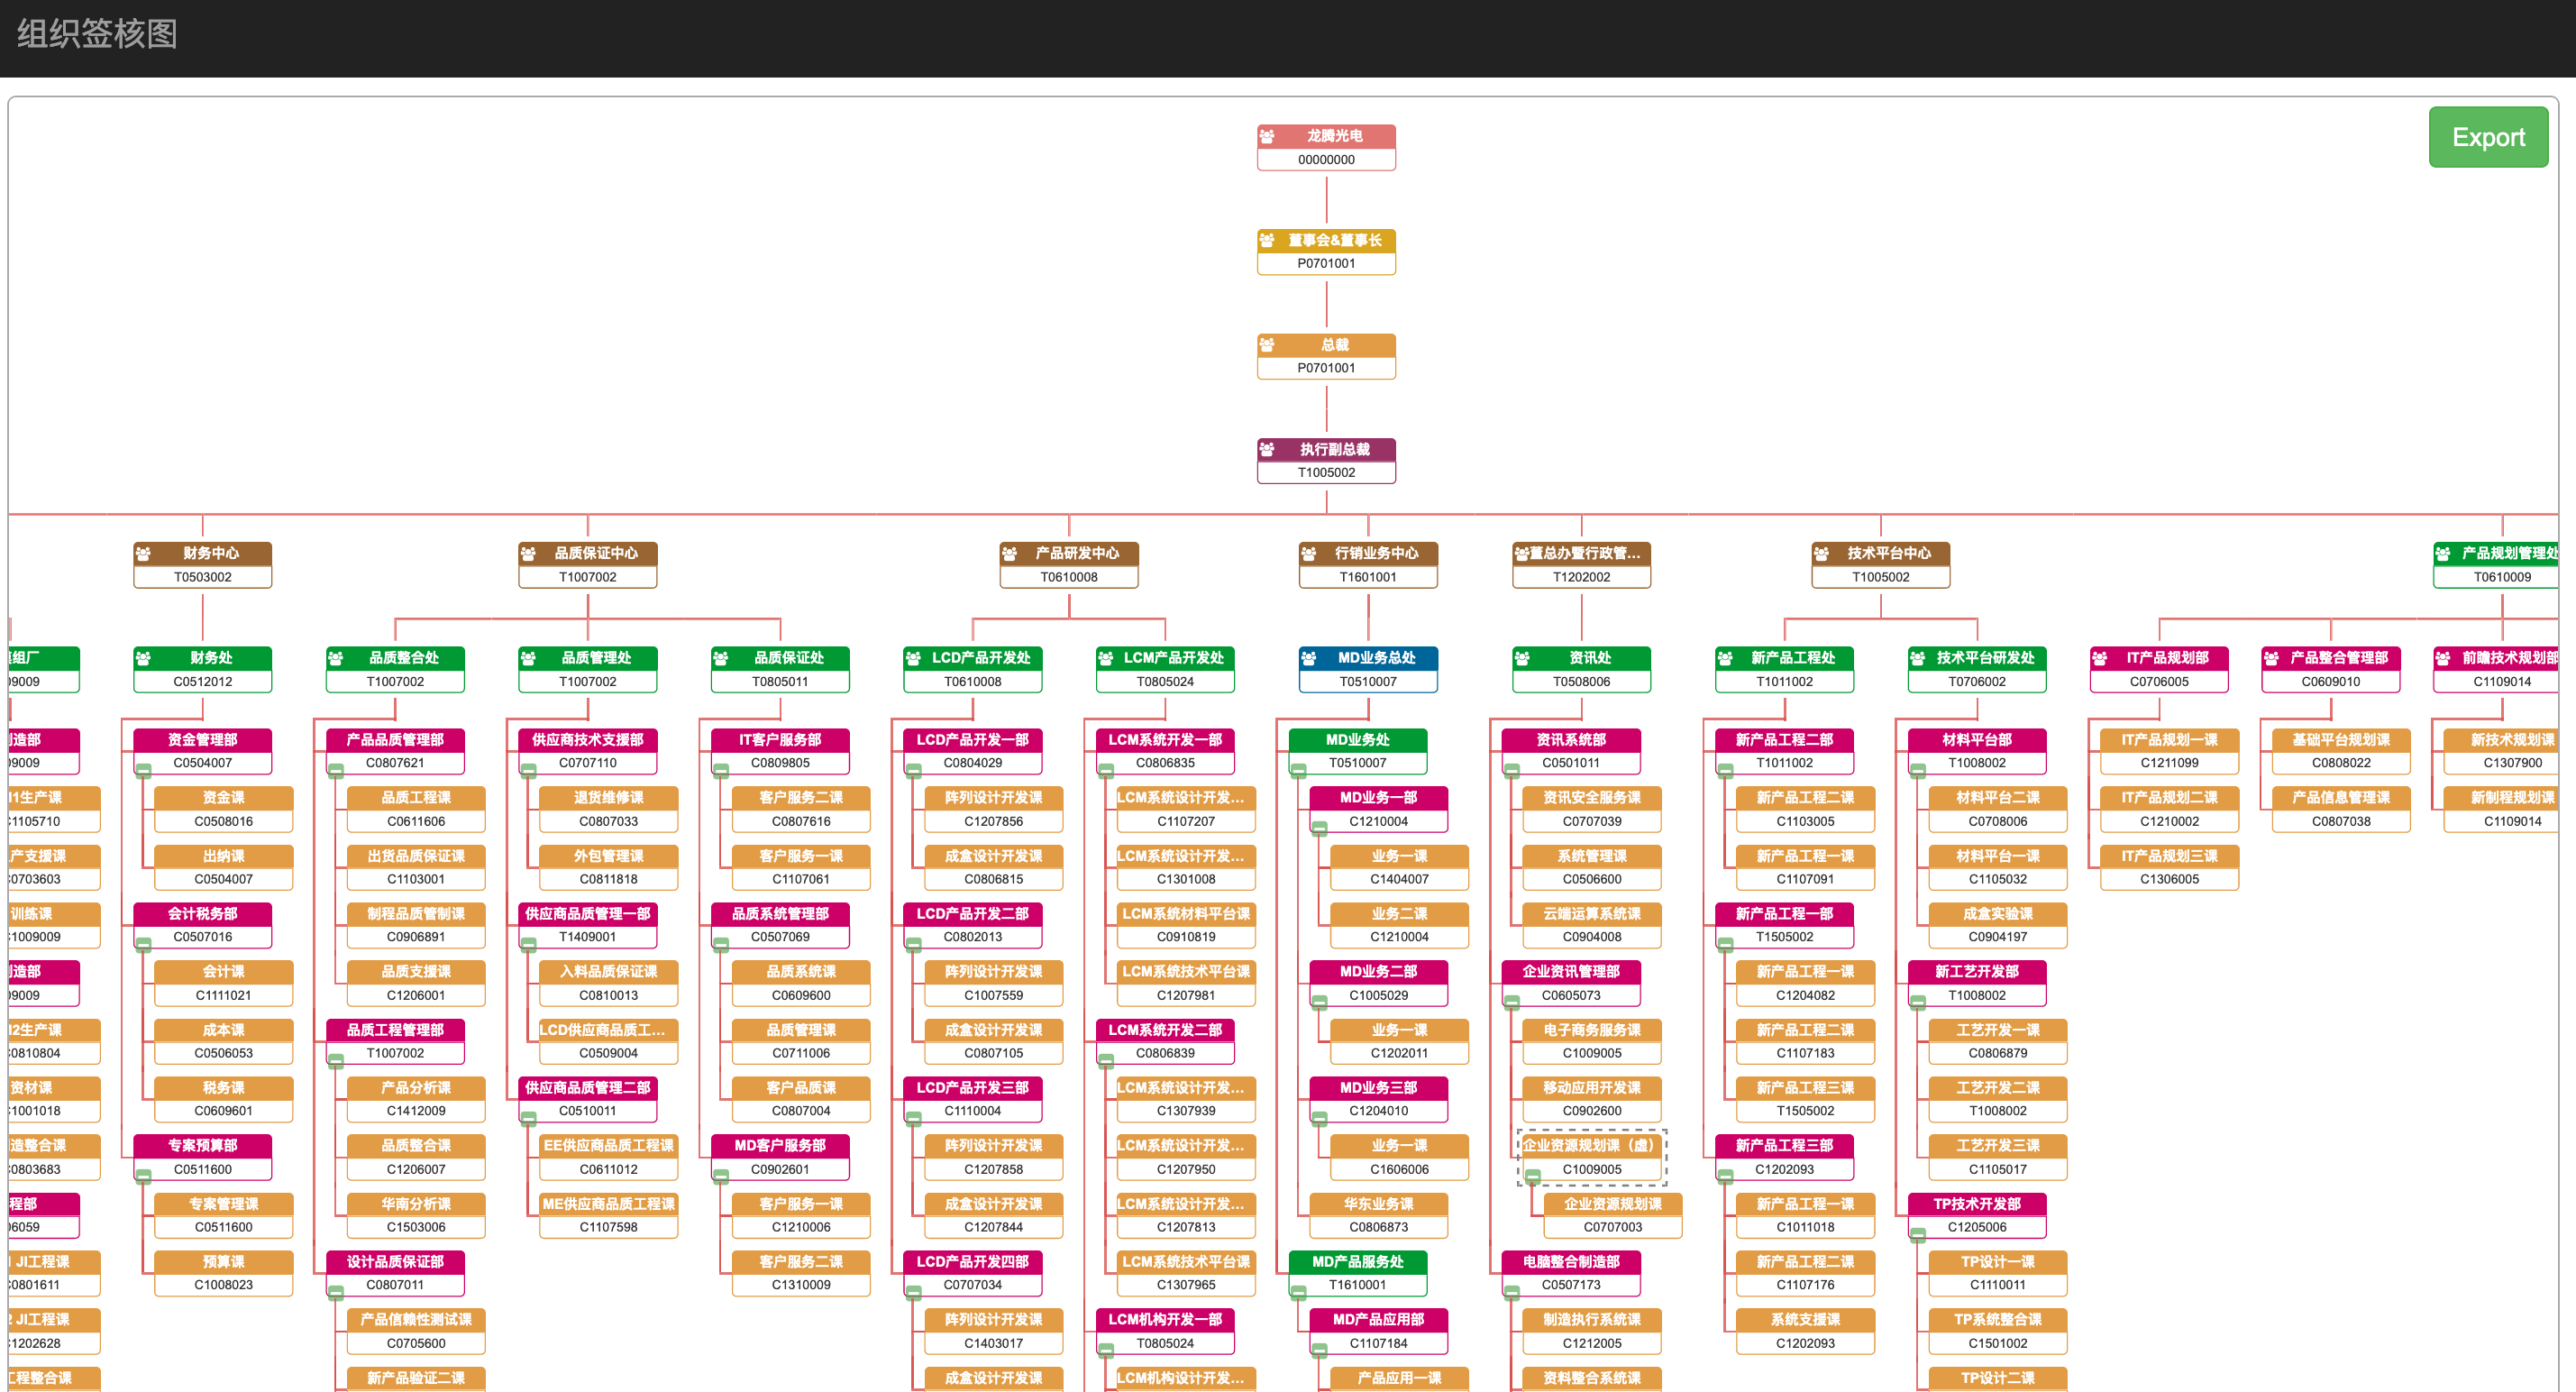 组织签核图
Export
龙腾光电
00000000
董事会&董事长
P0701001
总裁
P0701001
执行副总裁
T1005002
财务中心
T0503002
品质保证中心
T1007002
产品研发中心
T0610008
行销业务中心
T1601001
董总办暨行政管...
T1202002
技术平台中心
T1005002
产品规划管理处
T0610009
组厂
09009
财务处
C0512012
品质整合处
T1007002
品质管理处
T1007002
品质保证处
T0805011
LCD产品开发处
T0610008
LCM产品开发处
T0805024
MD业务总处
T0510007
资讯处
T0508006
新产品工程处
T1011002
技术平台研发处
T0706002
IT产品规划部
C0706005
产品整合管理部
C0609010
前瞻技术规划部
C1109014
造部
09009
1生产课
C1105710
产支援课
C0703603
训练课
C1009009
造部
09009
2生产课
C0810804
资材课
C1001018
造整合课
C0803683
程部
06059
JI工程课
C0801611
2 JI工程课
C1202628
工程整合课
资金管理部
C0504007
资金课
C0508016
出纳课
C0504007
会计税务部
C0507016
会计课
C1111021
成本课
C0506053
税务课
C0609601
专案预算部
C0511600
专案管理课
C0511600
预算课
C1008023
产品品质管理部
C0807621
品质工程课
C0611606
出货品质保证课
C1103001
制程品质管制课
C0906891
品质支援课
C1206001
品质工程管理部
T1007002
产品分析课
C1412009
品质整合课
C1206007
华南分析课
C1503006
设计品质保证部
C0807011
产品信赖性测试课
C0705600
新产品验证二课
供应商技术支援部
C0707110
退货维修课
C0807033
外包管理课
C0811818
供应商品质管理一部
T1409001
入料品质保证课
C0810013
LCD供应商品质工...
C0509004
供应商品质管理二部
C0510011
EE供应商品质工程课
C0611012
ME供应商品质工程课
C1107598
IT客户服务部
C0809805
客户服务二课
C0807616
客户服务一课
C1107061
品质系统管理部
C0507069
品质系统课
C0609600
品质管理课
C0711006
客户品质课
C0807004
MD客户服务部
C0902601
客户服务一课
C1210006
客户服务二课
C1310009
LCD产品开发一部
C0804029
阵列设计开发课
C1207856
成盒设计开发课
C0806815
LCD产品开发二部
C0802013
阵列设计开发课
C1007559
成盒设计开发课
C0807105
LCD产品开发三部
C1110004
阵列设计开发课
C1207858
成盒设计开发课
C1207844
LCD产品开发四部
C0707034
阵列设计开发课
C1403017
成盒设计开发课
LCM系统开发一部
C0806835
LCM系统设计开发...
C1107207
LCM系统设计开发...
C1301008
LCM系统材料平台课
C0910819
LCM系统技术平台课
C1207981
LCM系统开发二部
C0806839
LCM系统设计开发...
C1307939
LCM系统设计开发...
C1207950
LCM系统设计开发...
C1207813
LCM系统技术平台课
C1307965
LCM机构开发一部
T0805024
LCM机构设计开发...
MD业务处
T0510007
MD业务一部
C1210004
业务一课
C1404007
业务二课
C1210004
MD业务二部
C1005029
业务一课
C1202011
MD业务三部
C1204010
业务一课
C1606006
华东业务课
C0806873
MD产品服务处
T1610001
MD产品应用部
C1107184
产品应用一课
资讯系统部
C0501011
资讯安全服务课
C0707039
系统管理课
C0506600
云端运算系统课
C0904008
企业资讯管理部
C0605073
电子商务服务课
C1009005
移动应用开发课
C0902600
企业资源规划课（虚）
C1009005
企业资源规划课
C0707003
电脑整合制造部
C0507173
制造执行系统课
C1212005
资料整合系统课
新产品工程二部
T1011002
新产品工程二课
C1103005
新产品工程一课
C1107091
新产品工程一部
T1505002
新产品工程一课
C1204082
新产品工程二课
C1107183
新产品工程三课
T1505002
新产品工程三部
C1202093
新产品工程一课
C1011018
新产品工程二课
C1107176
系统支援课
C1202093
材料平台部
T1008002
材料平台二课
C0708006
材料平台一课
C1105032
成盒实验课
C0904197
新工艺开发部
T1008002
工艺开发一课
C0806879
工艺开发二课
T1008002
工艺开发三课
C1105017
TP技术开发部
C1205006
TP设计一课
C1110011
TP系统整合课
C1501002
TP设计二课
IT产品规划一课
C1211099
IT产品规划二课
C1210002
IT产品规划三课
C1306005
基础平台规划课
C0808022
产品信息管理课
C0807038
新技术规划课
C1307900
新制程规划课
C1109014